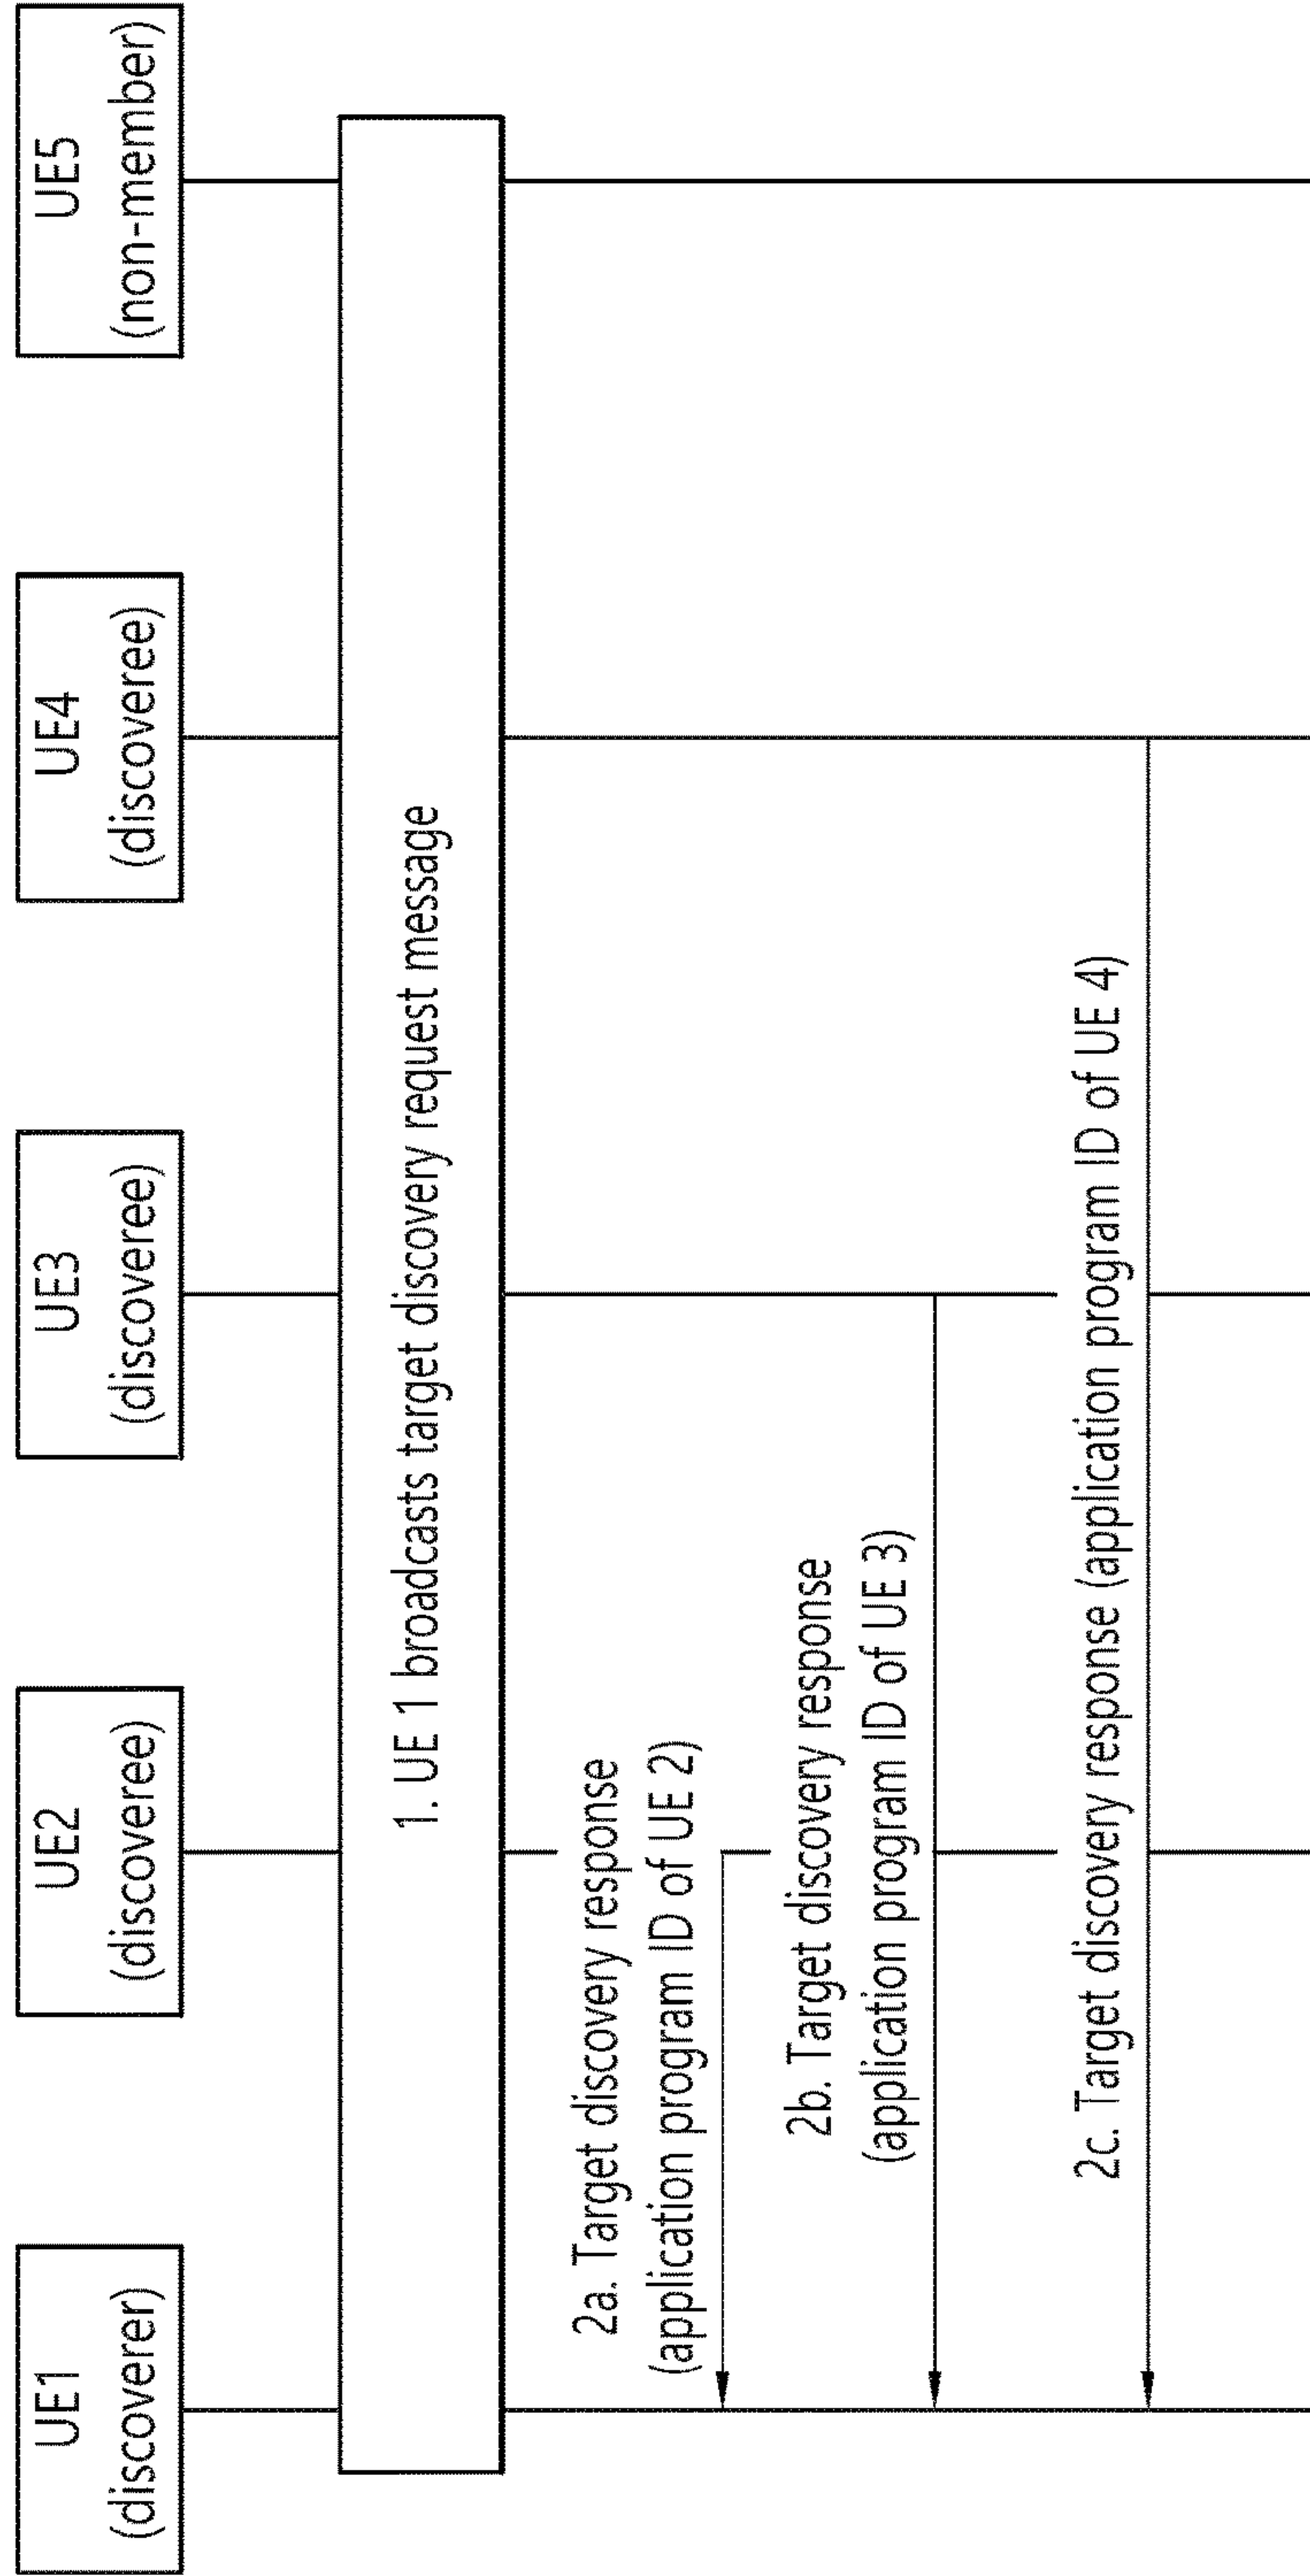 UE1
(discoverer)
UE2
(discoveree)
UE3
(discoveree)
UE4
(discoveree)
UE5
(non-member)
1. UE 1 broadcasts target discovery request message
2a. Target discovery response
(application program ID of UE 2)
2b. Target discovery response
(application program ID of UE 3)
2c. Target discovery response (application program ID of UE 4)